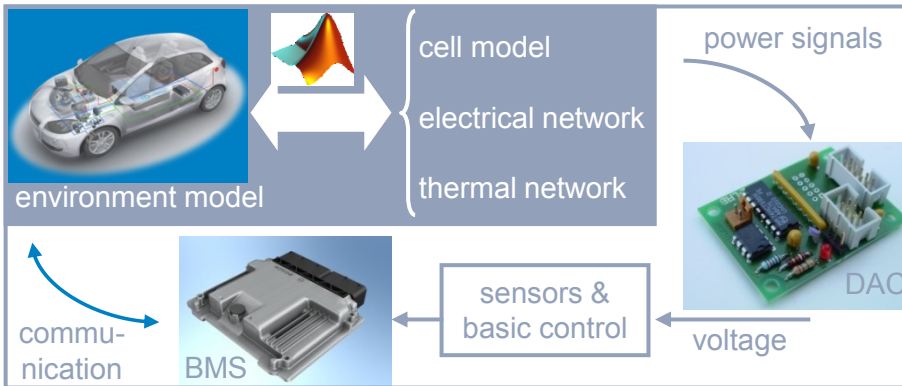 cell model
power signals
electrical network
thermal network
environment model
DAC
sensors &
basic control
voltage
commu-
nication
BMS